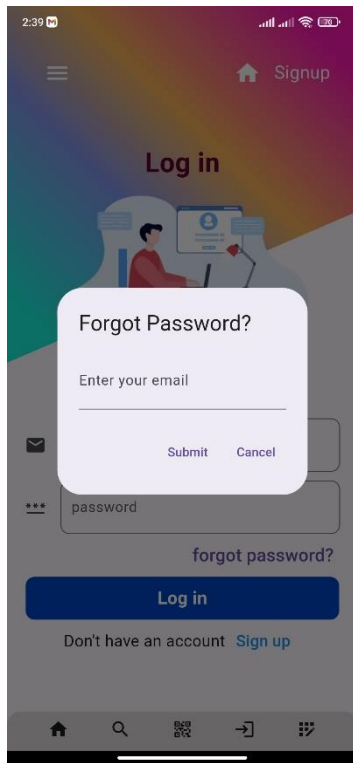 2:39
70
Signup
Log in
Forgot Password?
Enter your email
Submit Cancel
***
password
forgot password?
Log in
Don't have an account Sign up